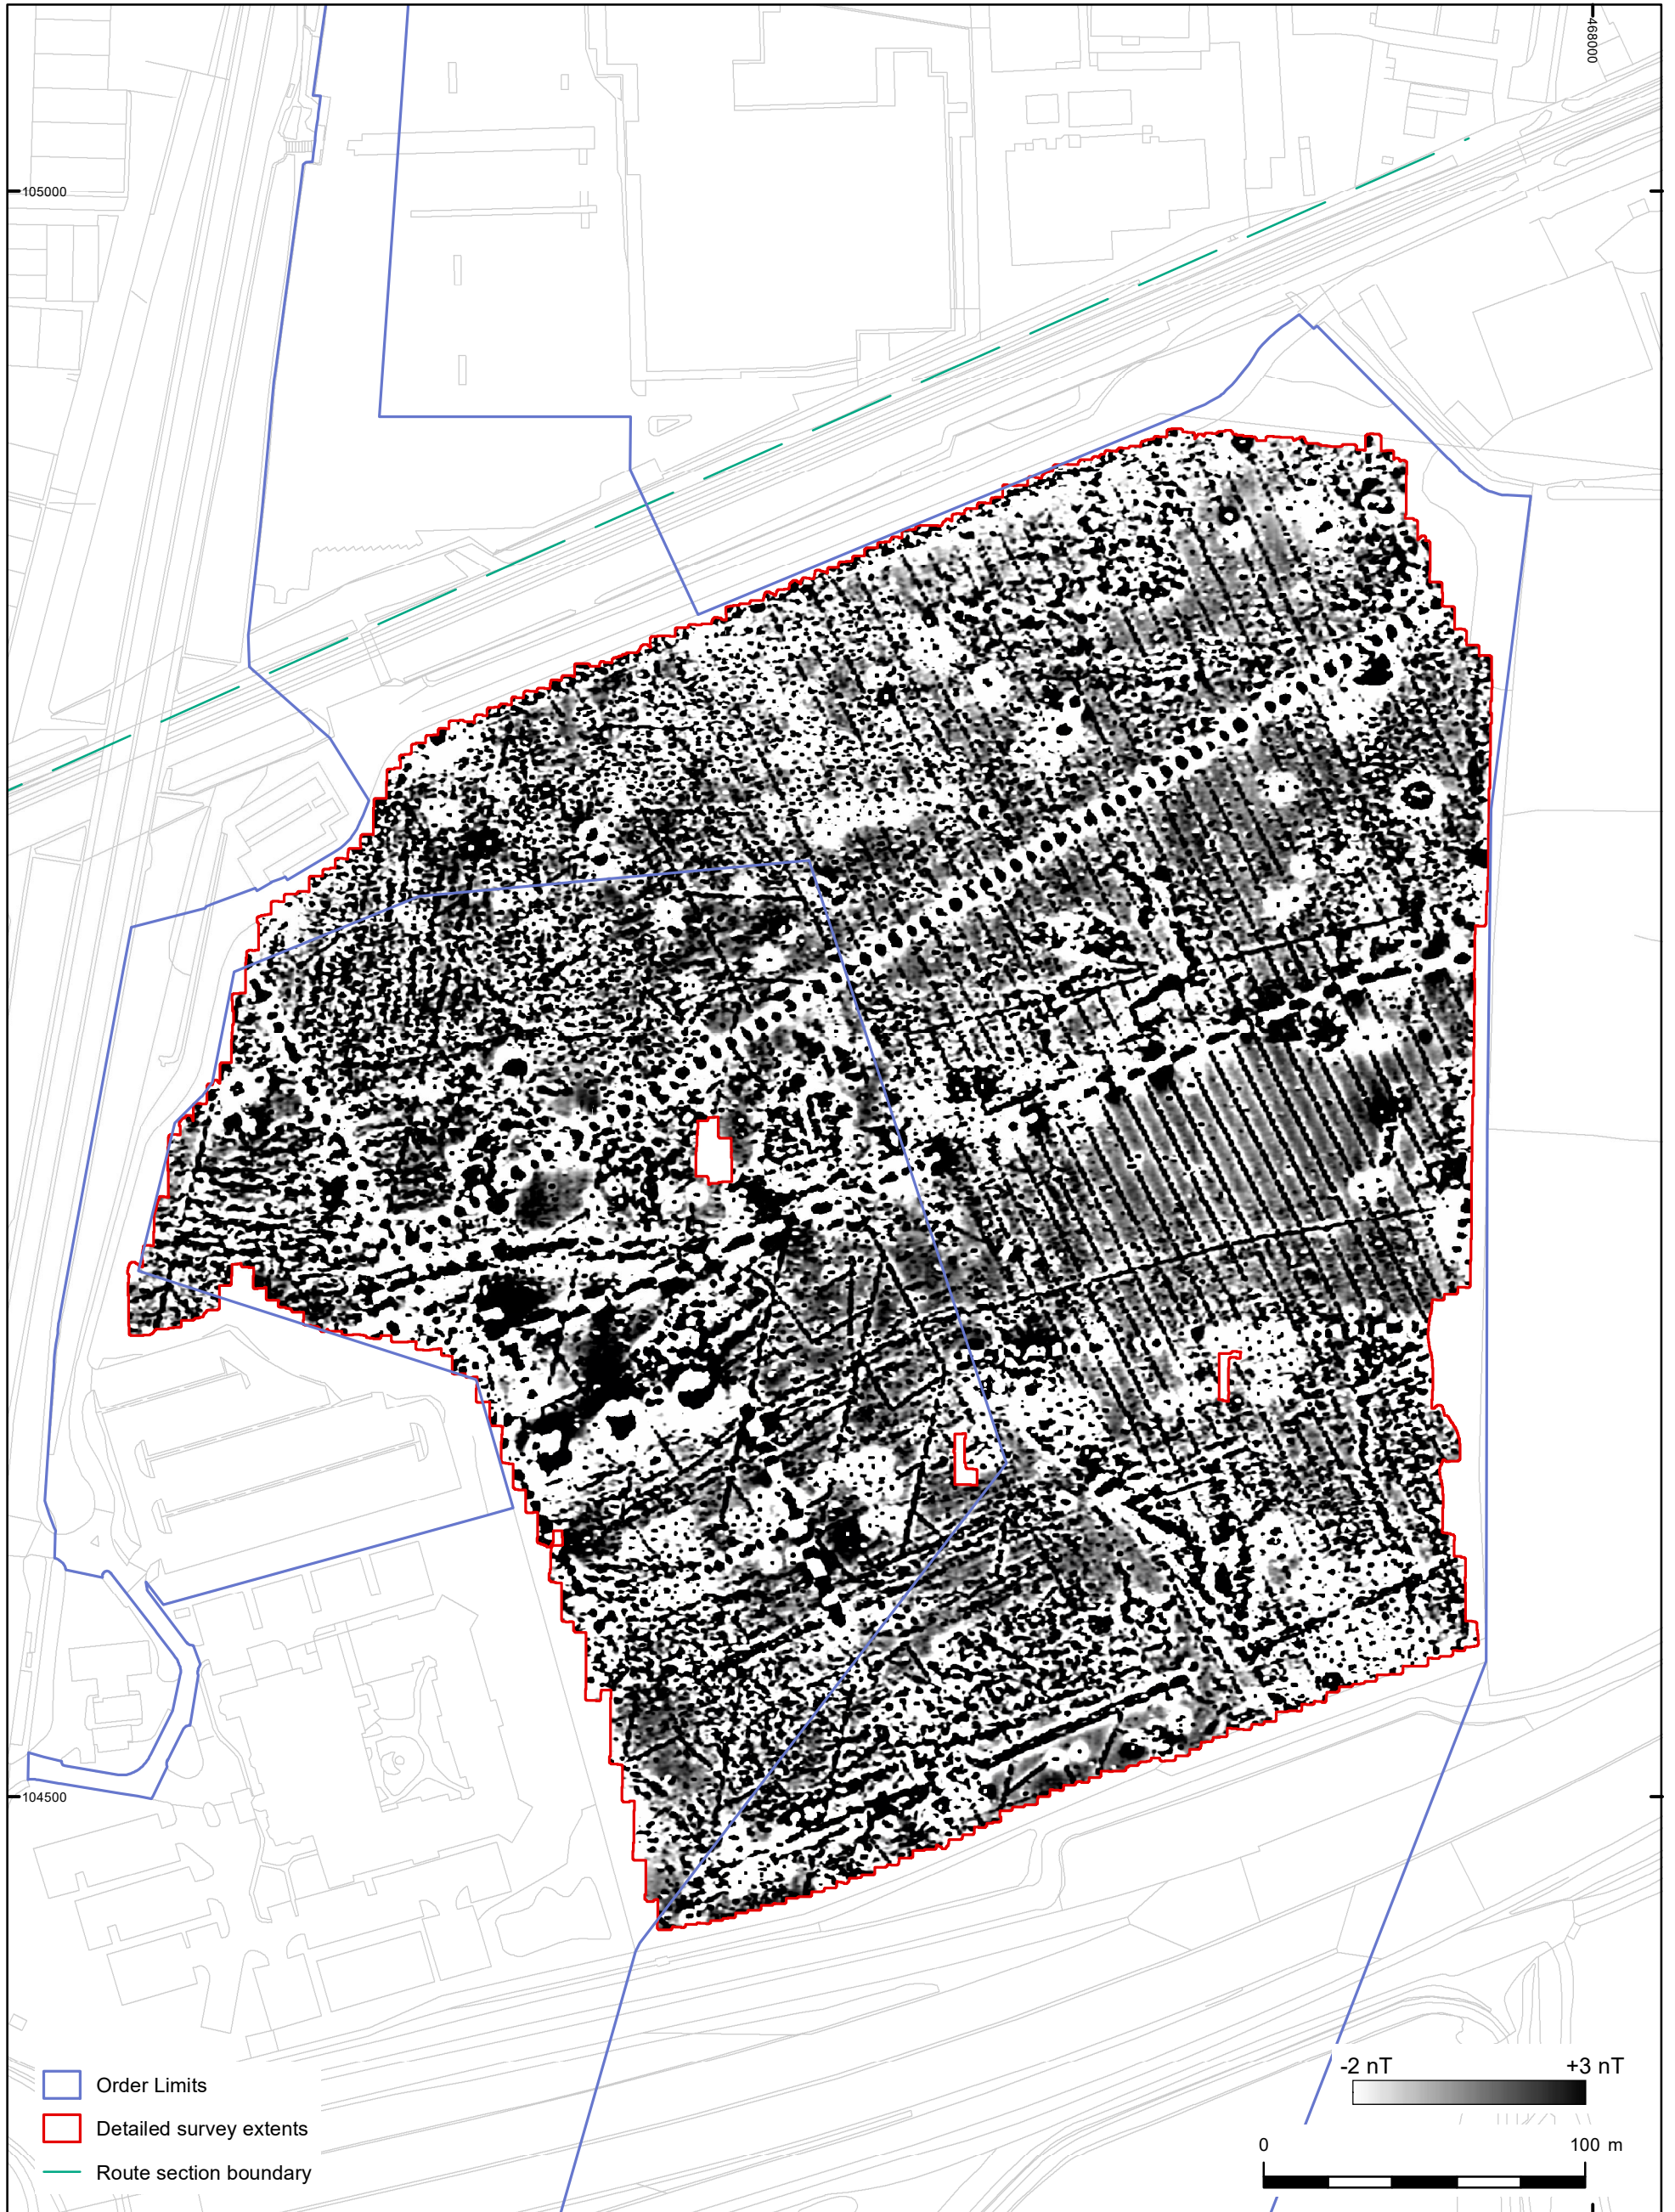 468000
105000
104500
Order Limits
Detailed survey extents
Route section boundary
-2 nT +3 nT
0 100 m